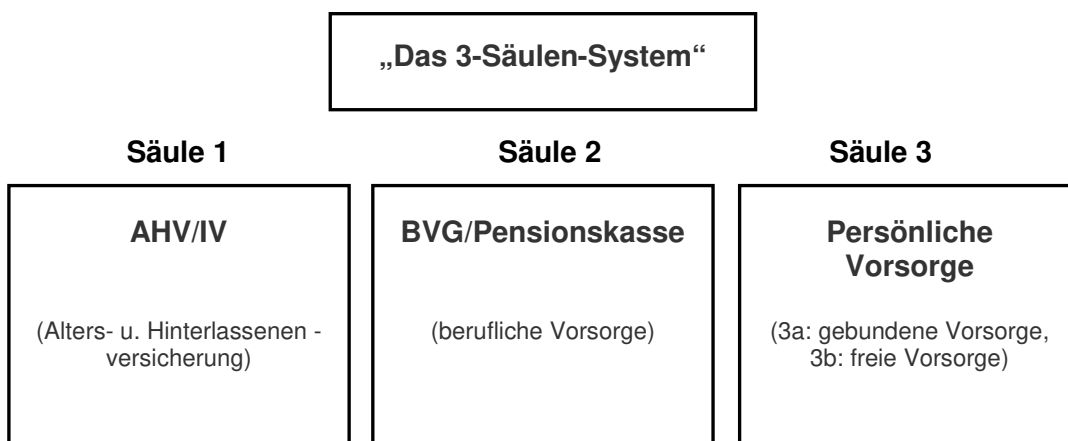 „Das 3-Säulen-System“
Säule 1
Säule 2
Säule 3
AHV/IV
(Alters- u. Hinterlassenen -
versicherung)
BVG/Pensionskasse
(berufliche Vorsorge)
Persönliche
Vorsorge
(3a: gebundene Vorsorge,
3b: freie Vorsorge)